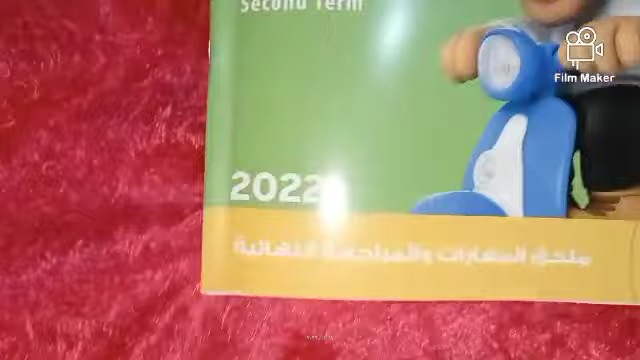 Second Term
Film Maker
2022
ملحق المهارات والمراجعة النهائية